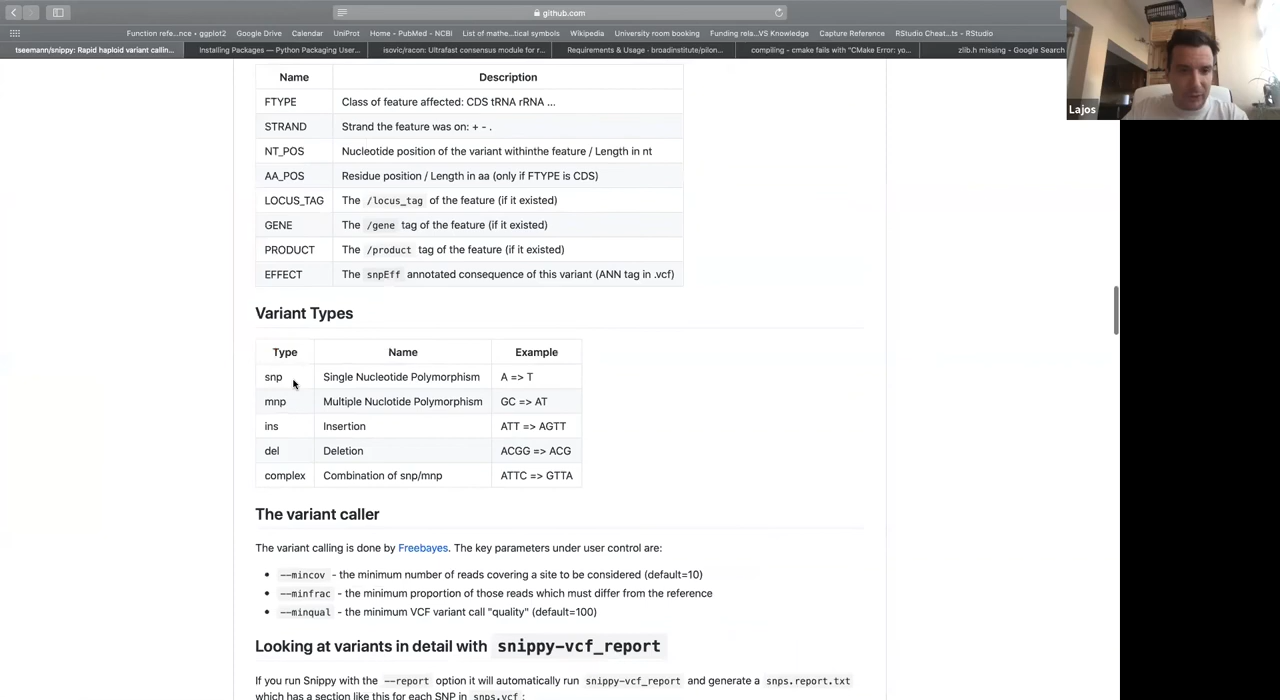 github.com
Function refe...nce • ggplot2 Google Drive Calendar UniProt Home - PubMed - NCBI List of mathe...tical symbols Wikipedia University room booking Funding rela...VS Knowledge Capture Reference RStudio Cheat...ts - RStudio
tseemann/snippy: Rapid haploid variant callin... Installing Packages — Python Packaging User... isovic/racon: Ultrafast consensus module for r... Requirements & Usage · broadinstitute/pilon... compiling - cmake fails with "CMake Error: yo... zlib.h missing - Google Search
Lajos
Name Description
FTYPE Class of feature affected: CDS tRNA rRNA ...
STRAND Strand the feature was on: + - .
NT_POS Nucleotide position of the variant withinthe feature / Length in nt
AA_POS Residue position / Length in aa (only if FTYPE is CDS)
LOCUS_TAG The /locus_tag of the feature (if it existed)
GENE The /gene tag of the feature (if it existed)
PRODUCT The /product tag of the feature (if it existed)
EFFECT The snpEff annotated consequence of this variant (ANN tag in .vcf)
Variant Types
Type Name Example
snp Single Nucleotide Polymorphism A => T
mnp Multiple Nuclotide Polymorphism GC => AT
ins Insertion ATT => AGTT
del Deletion ACGG => ACG
complex Combination of snp/mnp ATTC => GTTA
The variant caller
The variant calling is done by Freebayes. The key parameters under user control are:
• --mincov - the minimum number of reads covering a site to be considered (default=10)
• --minfrac - the minimum proportion of those reads which must differ from the reference
• --minqual - the minimum VCF variant call "quality" (default=100)
Looking at variants in detail with snippy-vcf_report
If you run Snippy with the --report option it will automatically run snippy-vcf_report and generate a snps.report.txt
which has a section like this for each SNP in snps.vcf :